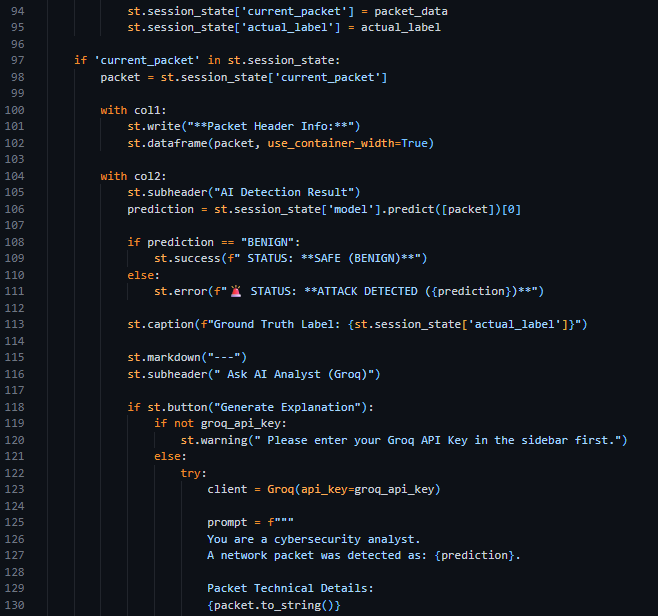 94 st.session_state['current_packet'] = packet_data
95 st.session_state['actual_label'] = actual_label
96
97 if 'current_packet' in st.session_state:
98 packet = st.session_state['current_packet']
99
100 with col1:
101 st.write("**Packet Header Info:**")
102 st.dataframe(packet, use_container_width=True)
103
104 with col2:
105 st.subheader("AI Detection Result")
106 prediction = st.session_state['model'].predict([packet])[0]
107
108 if prediction == "BENIGN":
109 st.success(f" STATUS: **SAFE (BENIGN)**")
110 else:
111 st.error(f"🚨 STATUS: **ATTACK DETECTED ({prediction})**")
112
113 st.caption(f"Ground Truth Label: {st.session_state['actual_label']}")
114
115 st.markdown("---")
116 st.subheader(" Ask AI Analyst (Groq)")
117
118 if st.button("Generate Explanation"):
119 if not groq_api_key:
120 st.warning(" Please enter your Groq API Key in the sidebar first.")
121 else:
122 try:
123 client = Groq(api_key=groq_api_key)
124
125 prompt = f"""
126 You are a cybersecurity analyst.
127 A network packet was detected as: {prediction}.
128
129 Packet Technical Details:
130 {packet.to_string()}